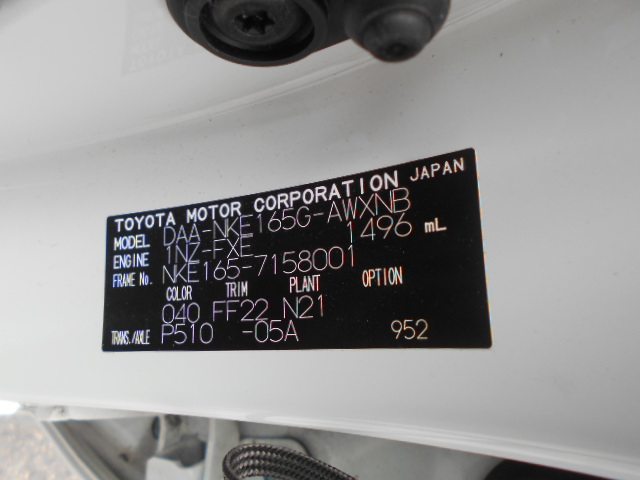 TOYOTA MOTOR CORPORATION JAPAN
MODEL DAA-NKE165G-AWXNB
ENGINE 1NZ-FXE 1496 mL
FRAME No. NKE165-7158001
COLOR TRIM PLANT OPTION
040 FF22 N21
TRANS./AXLE P510 -05A 952